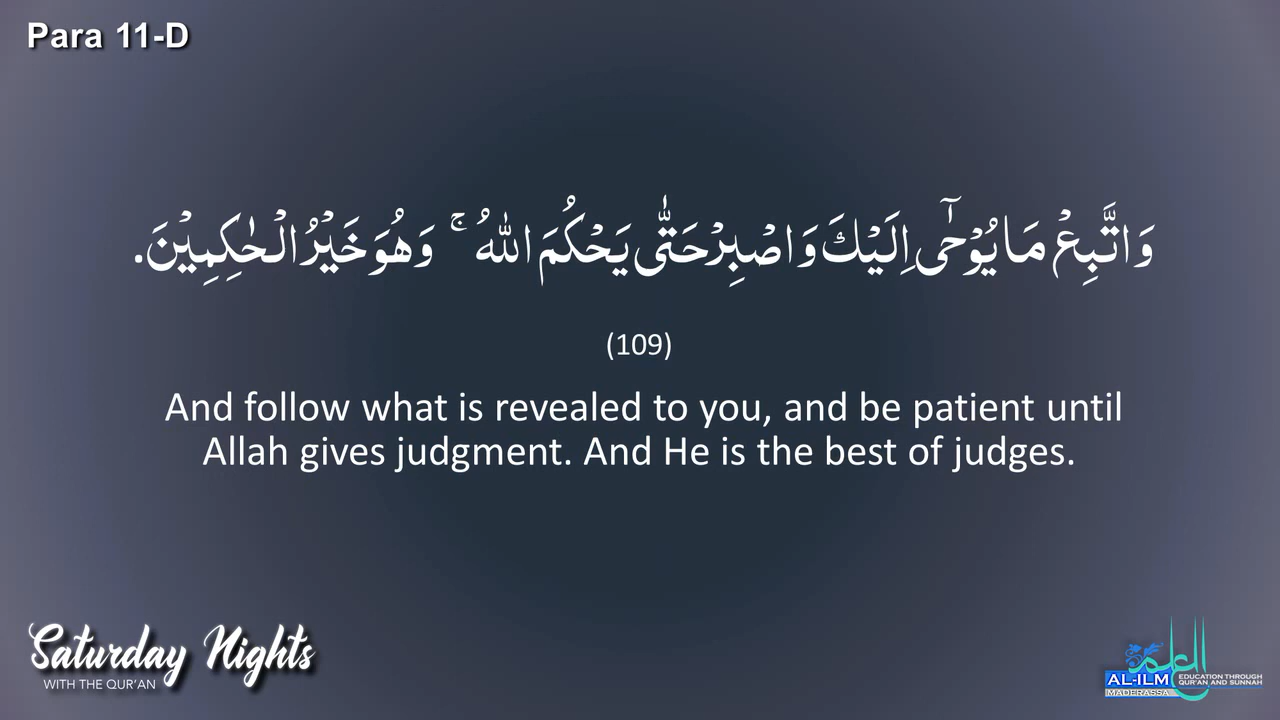 Para 11-D
وَاتَّبِعْ مَا يُوْحٰٓى اِلَيْكَ وَاصْبِرْ حَتّٰى يَحْكُمَ اللّٰهُ ۚ وَهُوَ خَيْرُ الْحٰكِمِيْنَ.
(109)
And follow what is revealed to you, and be patient until
Allah gives judgment. And He is the best of judges.
Saturday Nights
WITH THE QUR'AN
العلم
AL-ILM
MADERASSA
EDUCATION THROUGH
QUR'AN AND SUNNAH